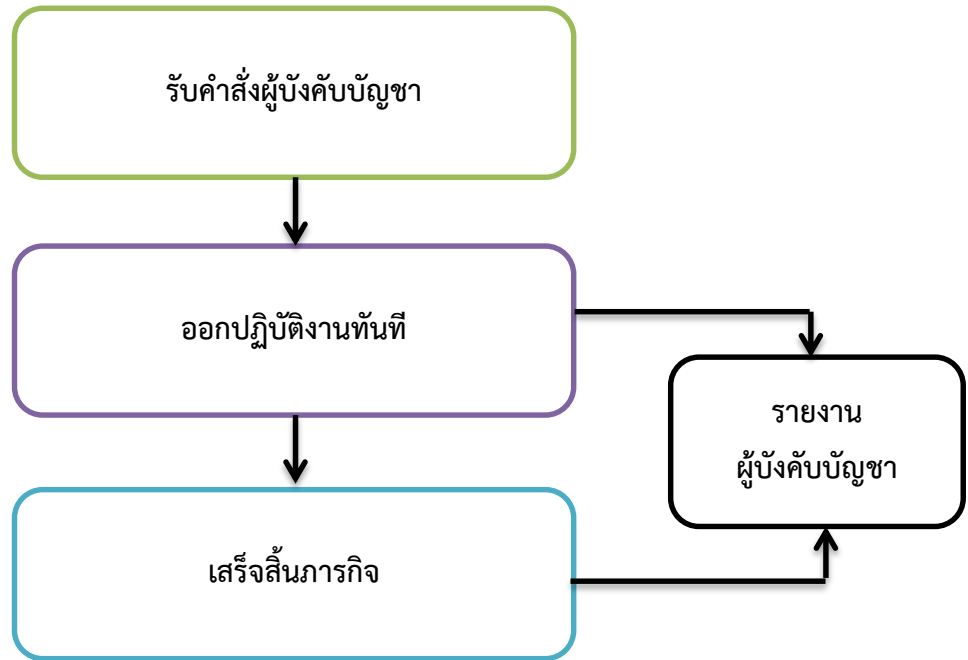 รับคำสั่งผู้บังคับบัญชา
ออกปฏิบัติงานทันที
รายงาน
ผู้บังคับบัญชา
เสร็จสิ้นภารกิจ